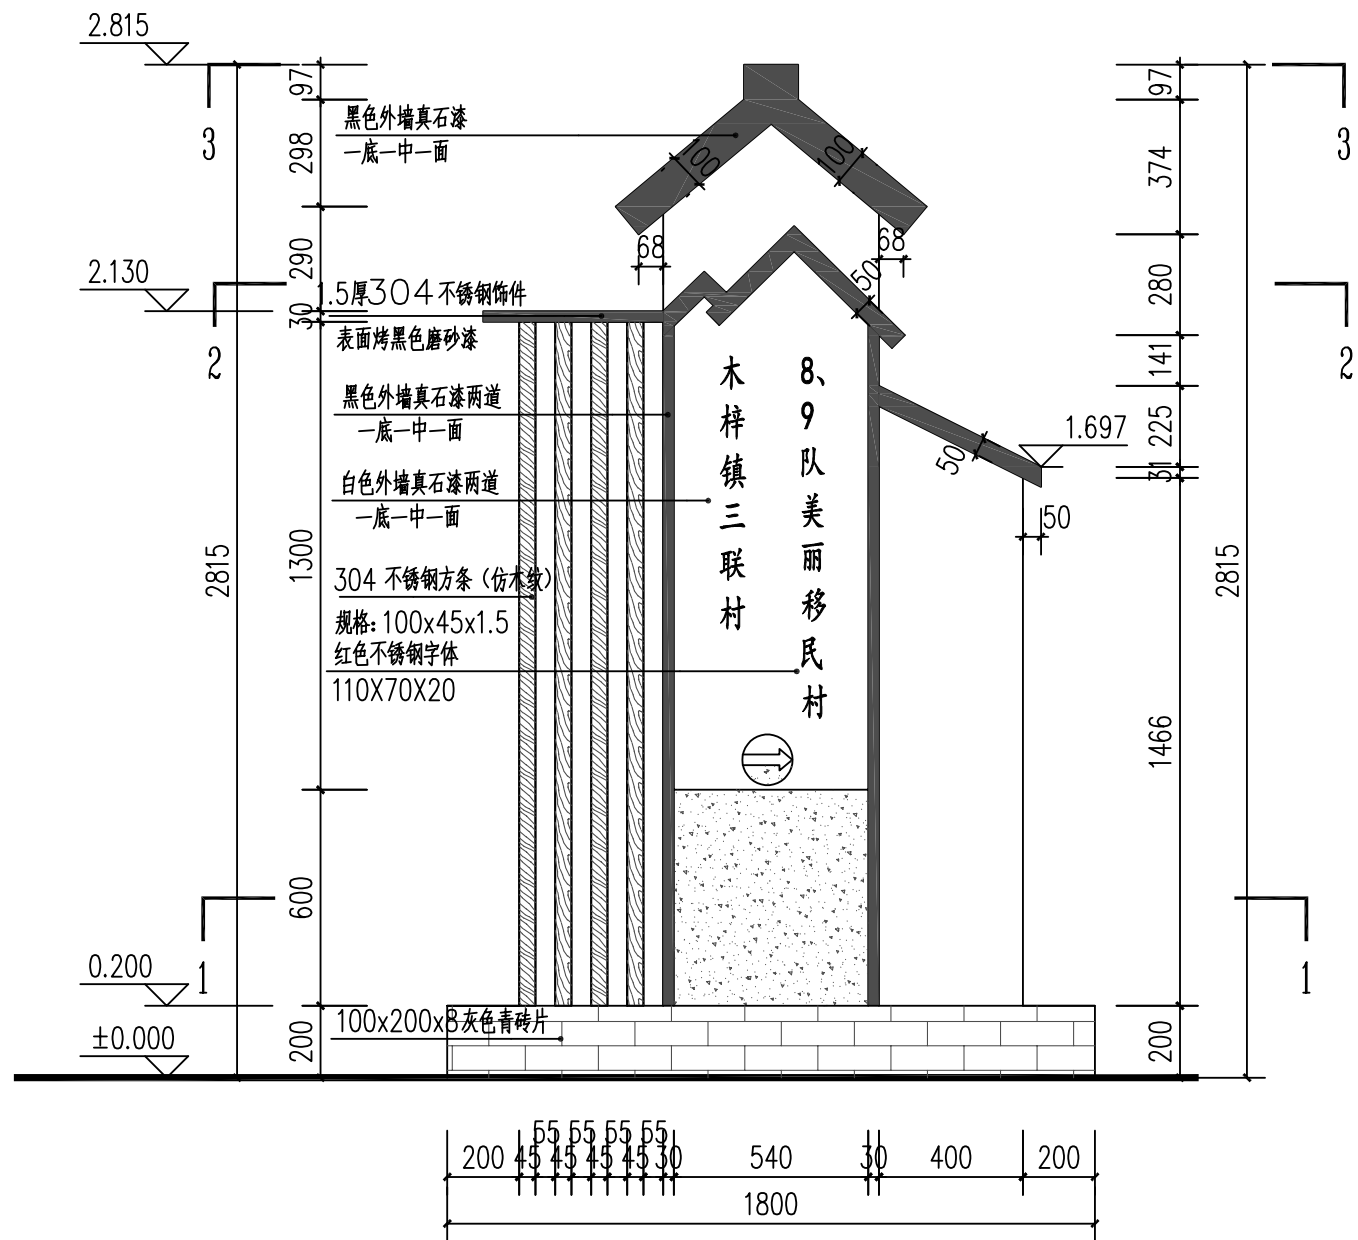 2.815
97
298
290
30
1300
600
200
2815
3
2.130
2
0.200
1
±0.000
黑色外墙真石漆
一底一中一面
100
100
68
68
50
1.5厚304不锈钢饰件
表面烤黑色磨砂漆
黑色外墙真石漆两道
一底一中一面
白色外墙真石漆两道
一底一中一面
304 不锈钢方条（仿木纹）
规格：100x45x1.5
红色不锈钢字体
110X70X20
100x200x8灰色青砖片
木梓镇三联村
8、9队美丽移民村
50
1.697
50
97
374
280
141
225
31
1466
200
2815
3
2
1
55 55 55 55
200 45 45 45 45 30 540 30 400 200
1800